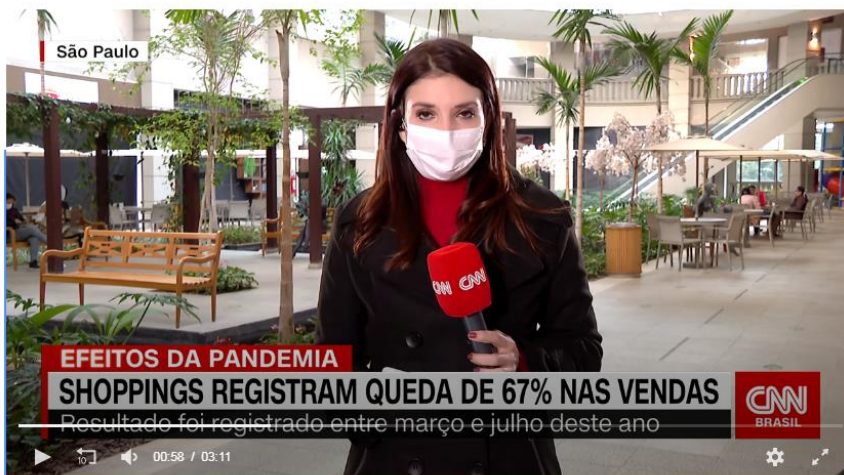 São Paulo
CNN CNN
EFEITOS DA PANDEMIA
SHOPPINGS REGISTRAM QUEDA DE 67% NAS VENDAS
Resultado foi registrado entre março e julho deste ano
CNN
BRASIL
10
00:58 / 03:11